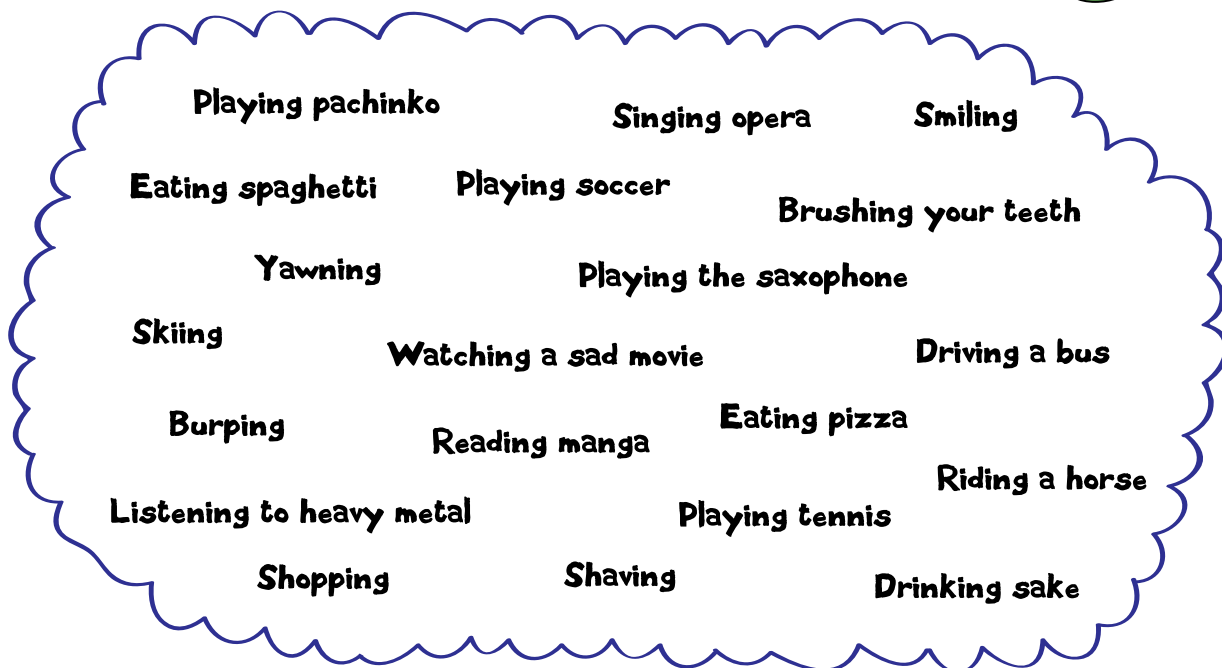 Playing pachinko
Singing opera
Smiling
Eating spaghetti
Playing soccer
Brushing your teeth
Yawning
Playing the saxophone
Skiing
Watching a sad movie
Driving a bus
Burping
Reading manga
Eating pizza
Riding a horse
Listening to heavy metal
Playing tennis
Shopping
Shaving
Drinking sake